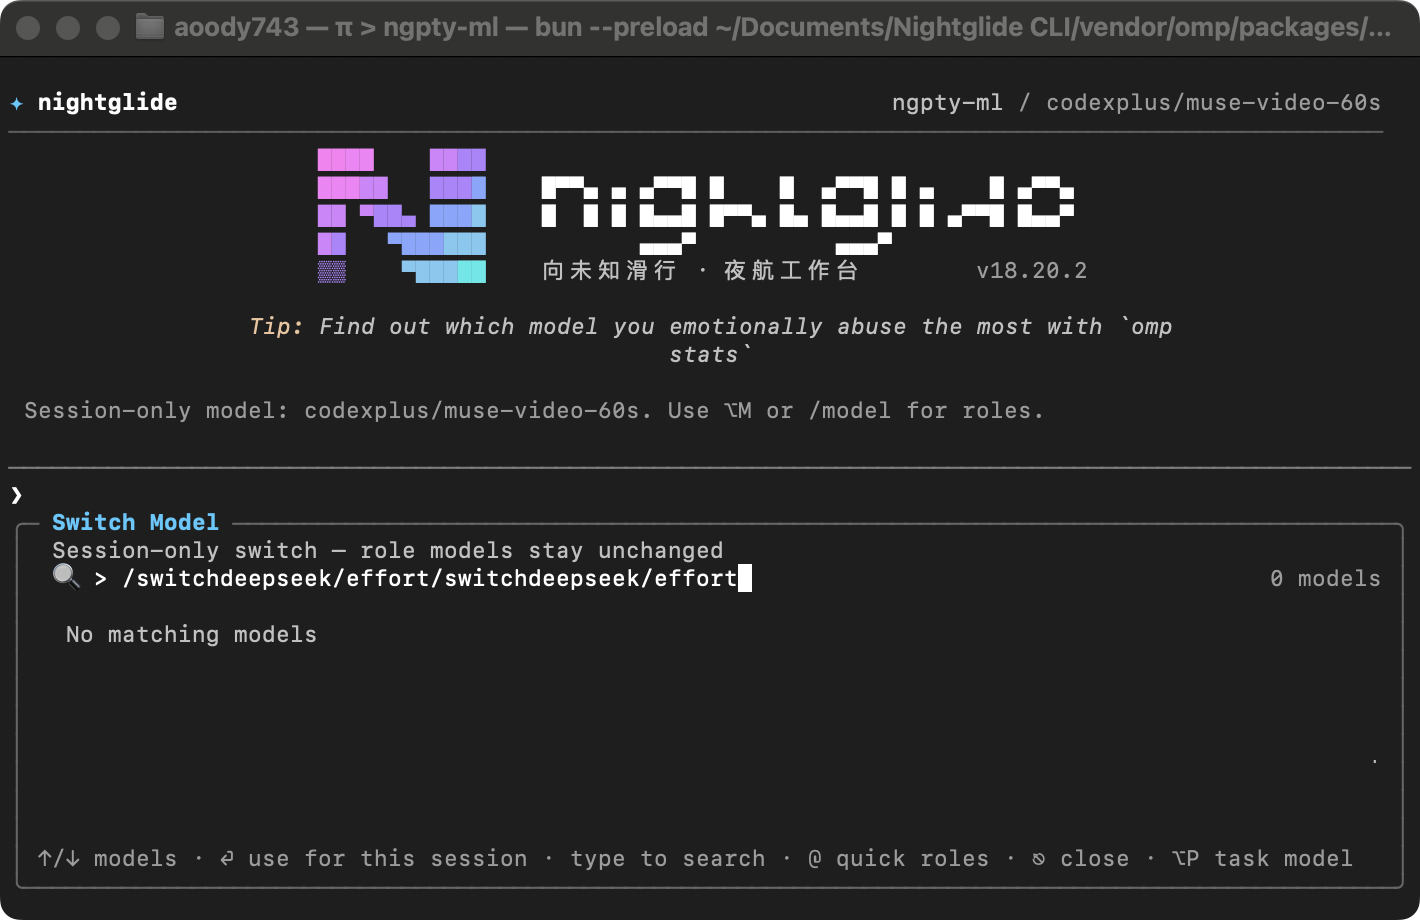 aoody743 — π > ngpty-ml — bun --preload ~/Documents/Nightglide CLI/vendor/omp/packages/...
✦ nightglide
ngpty-ml / codexplus/muse-video-60s
nightglide
向未知滑行 · 夜航工作台 v18.20.2
Tip: Find out which model you emotionally abuse the most with `omp
stats`
Session-only model: codexplus/muse-video-60s. Use ⌥M or /model for roles.
❯
Switch Model
Session-only switch — role models stay unchanged
🔍 > /switchdeepseek/effort/switchdeepseek/effort
0 models
No matching models
↑/↓ models · ⏎ use for this session · type to search · @ quick roles · ⎋ close · ⌥P task model